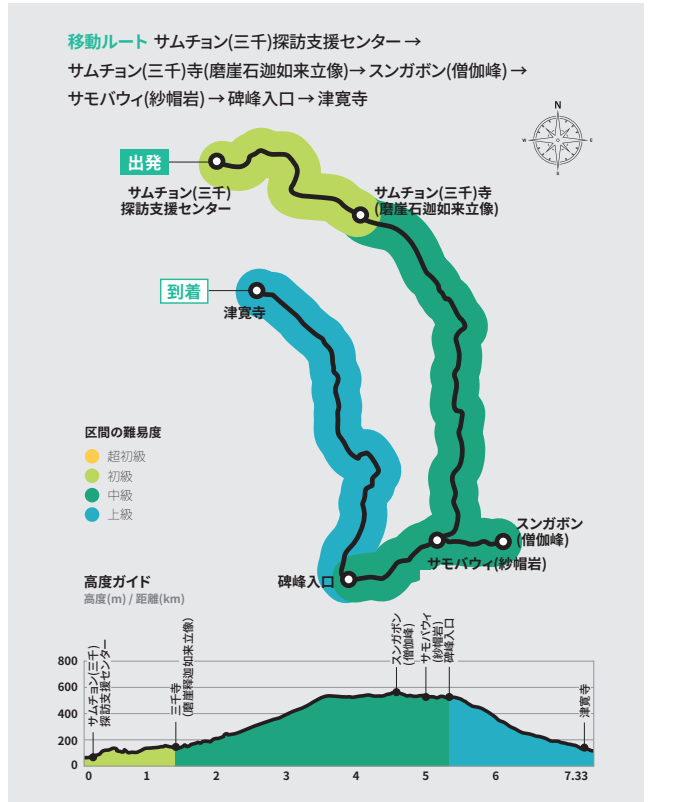 移動ルート サムチョン(三千)探訪支援センター →
サムチョン(三千)寺(磨崖石迦如来立像)→ スンガボン(僧伽峰) →
サモバウィ(紗帽岩) → 碑峰入口 → 津寛寺
N
W
E
S
出発
サムチョン(三千)
探訪支援センター
サムチョン(三千)寺
(磨崖石迦如来立像)
到着
津寛寺
区間の難易度
超初級
初級
中級
上級
スンガボン
(僧伽峰)
サモバウィ(紗帽岩)
碑峰入口
高度ガイド
高度(m) / 距離(km)
サムチョン(三千)
探訪支援センター
三千寺
(磨崖釋迦如来立像)
スンガボン
(僧伽峰)
サモバウィ
(紗帽岩)
碑峰入口
津寛寺
800
600
400
200
0
0 1 2 3 4 5 6 7.33